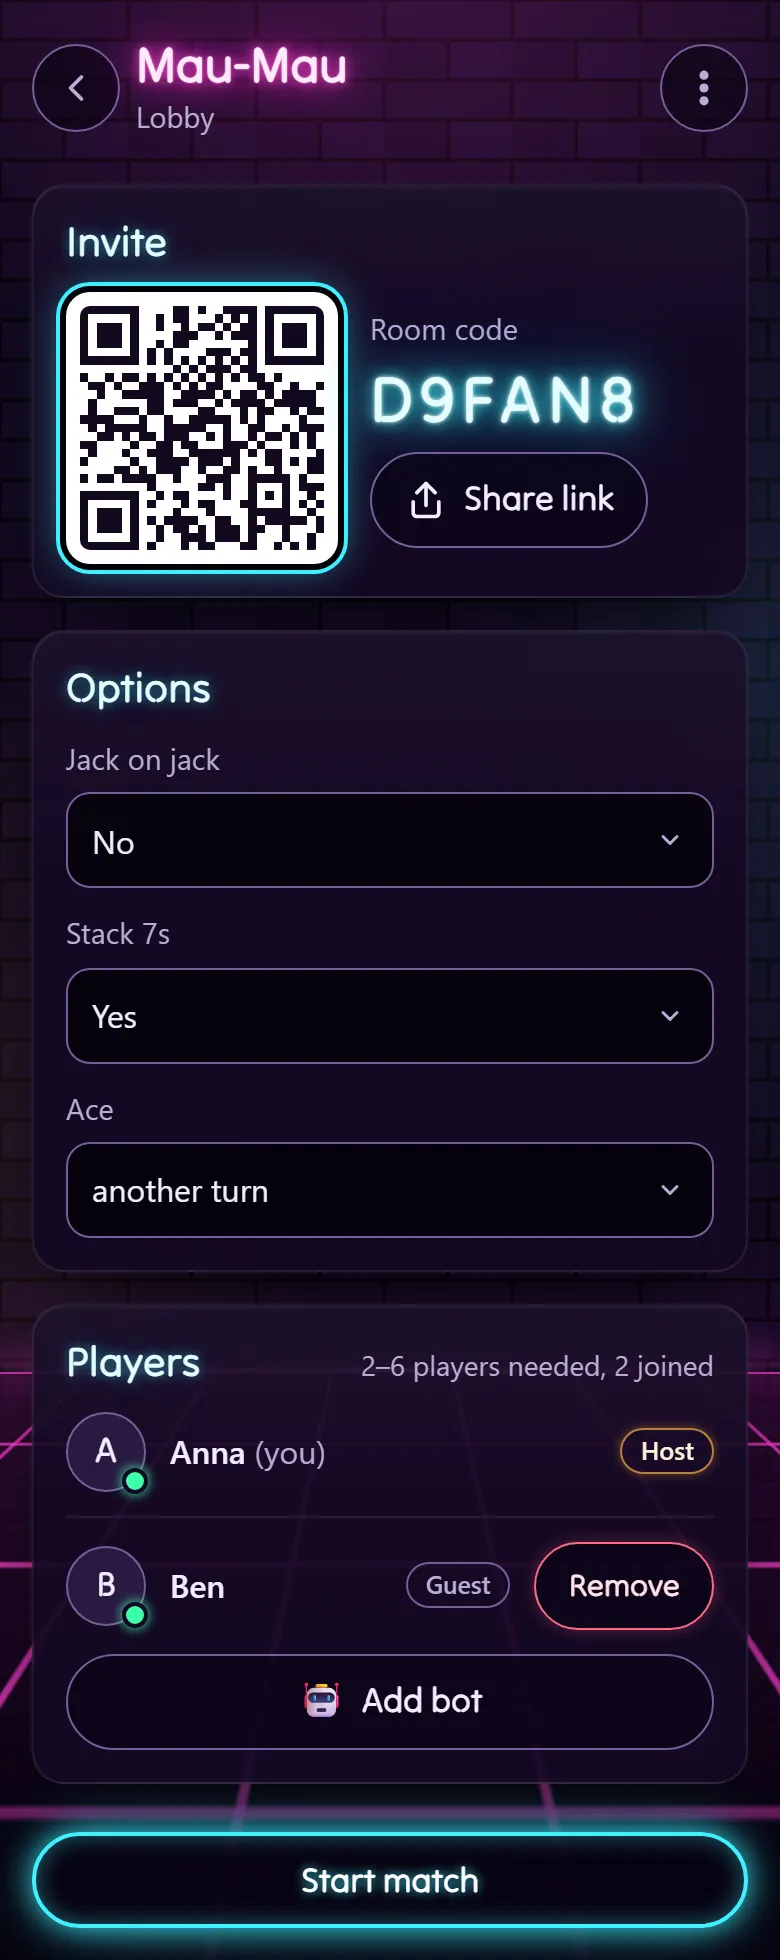 Mau-Mau
Lobby
Invite
Room code
D9FAN8
Share link
Options
Jack on jack
No
Stack 7s
Yes
Ace
another turn
Players
2–6 players needed, 2 joined
A
Anna (you)
Host
B
Ben
Guest
Remove
Add bot
Start match